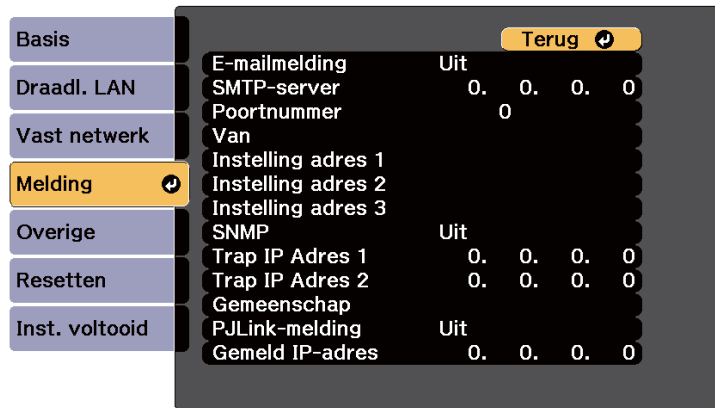 Basis
Draadl. LAN
Vast netwerk
Melding
Overige
Resetten
Inst. voltooid
Terug
E-mailmelding Uit
SMTP-server 0. 0. 0. 0
Poortnummer 0
Van
Instelling adres 1
Instelling adres 2
Instelling adres 3
SNMP Uit
Trap IP Adres 1 0. 0. 0. 0
Trap IP Adres 2 0. 0. 0. 0
Gemeenschap
PJLink-melding Uit
Gemeld IP-adres 0. 0. 0. 0